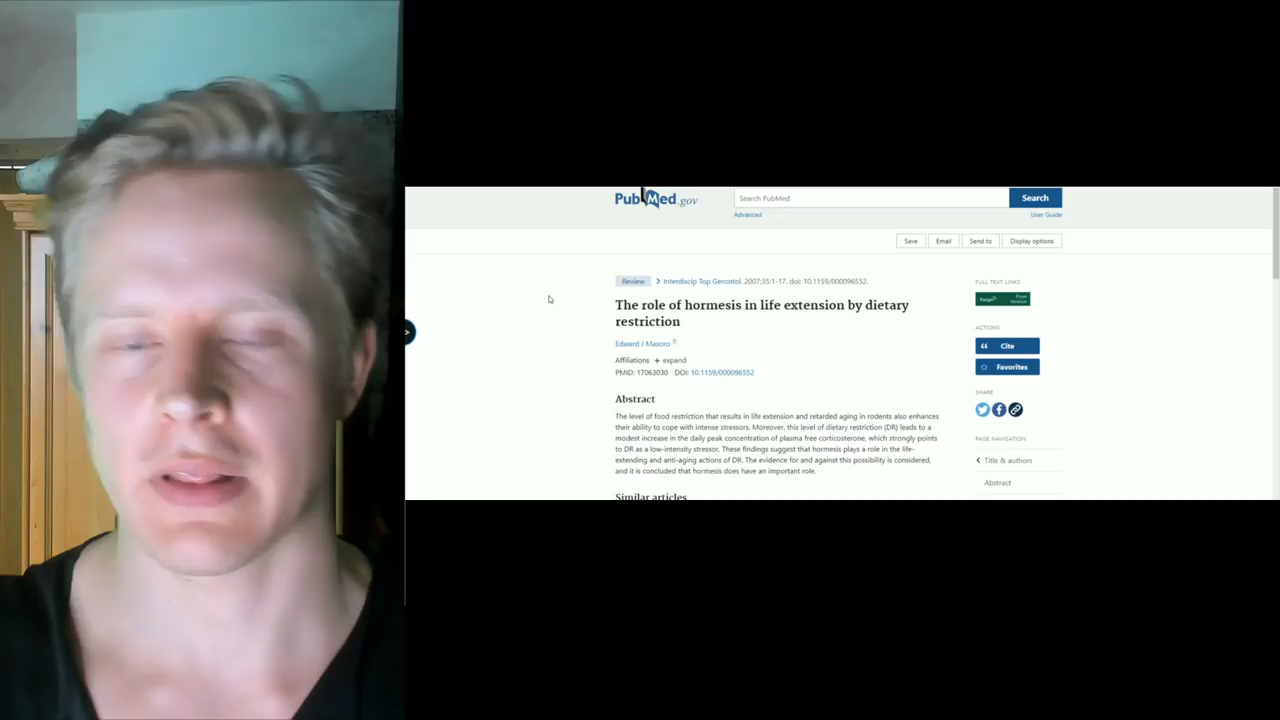 PubMed.gov
Search PubMed
Search
Advanced
User Guide
Save
Email
Send to
Display options
Review
Interdiscip Top Gerontol. 2007;35:1-17. doi: 10.1159/000096552.
The role of hormesis in life extension by dietary
restriction
Edward J Masoro 1
Affiliations + expand
PMID: 17063030 DOI: 10.1159/000096552
Abstract
The level of food restriction that results in life extension and retarded aging in rodents also enhances
their ability to cope with intense stressors. Moreover, this level of dietary restriction (DR) leads to a
modest increase in the daily peak concentration of plasma free corticosterone, which strongly points
to DR as a low-intensity stressor. These findings suggest that hormesis plays a role in the life-
extending and anti-aging actions of DR. The evidence for and against this possibility is considered,
and it is concluded that hormesis does have an important role.
Similar articles
FULL TEXT LINKS
Karger
Final
Version
ACTIONS
Cite
Favorites
SHARE
PAGE NAVIGATION
Title & authors
Abstract